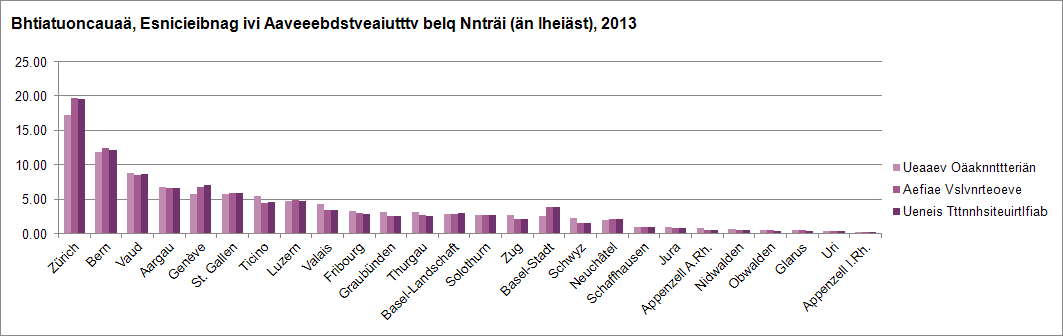 Bhtiatuoncauaä, Esnicieibnag ivi Aaveeebdstveaiutttv belq Nnträi (än lheiäst), 2013
25.00
20.00
15.00
10.00
5.00
0.00
Zürich
Bern
Vaud
Aargau
Genève
St. Gallen
Ticino
Luzern
Valais
Fribourg
Graubünden
Thurgau
Basel-Landschaft
Solothurn
Zug
Basel-Stadt
Schwyz
Neuchâtel
Schaffhausen
Jura
Appenzell A.Rh.
Nidwalden
Obwalden
Glarus
Uri
Appenzell I.Rh.
Ueaaev Oäaknntttteriän
Aefiae Vslvnrteoeve
Ueneis Tttnnhsiteuirtlfiab